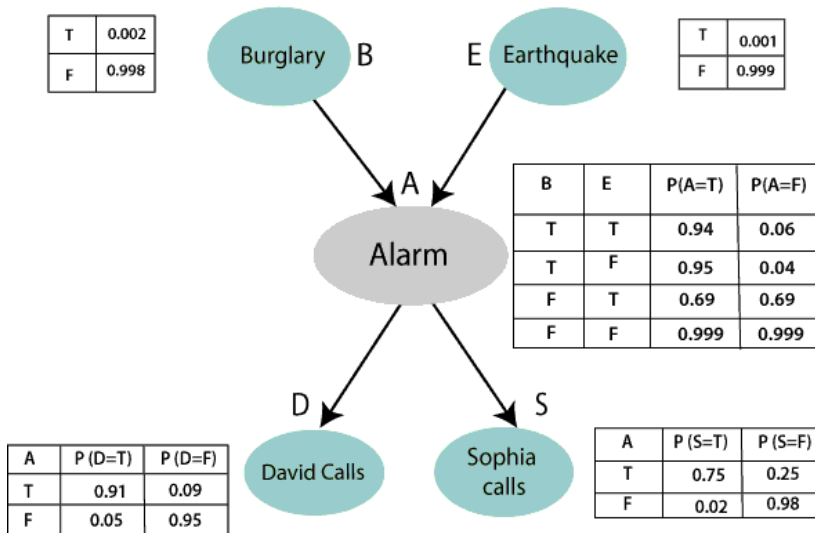 T 0.002
F 0.998
Burglary B
E Earthquake
T 0.001
F 0.999
A
Alarm
B E P(A=T) P(A=F)
T T 0.94 0.06
T F 0.95 0.04
F T 0.69 0.69
F F 0.999 0.999
D
S
A P (D=T) P (D=F)
T 0.91 0.09
F 0.05 0.95
David Calls
Sophia
calls
A P (S=T) P (S=F)
T 0.75 0.25
F 0.02 0.98